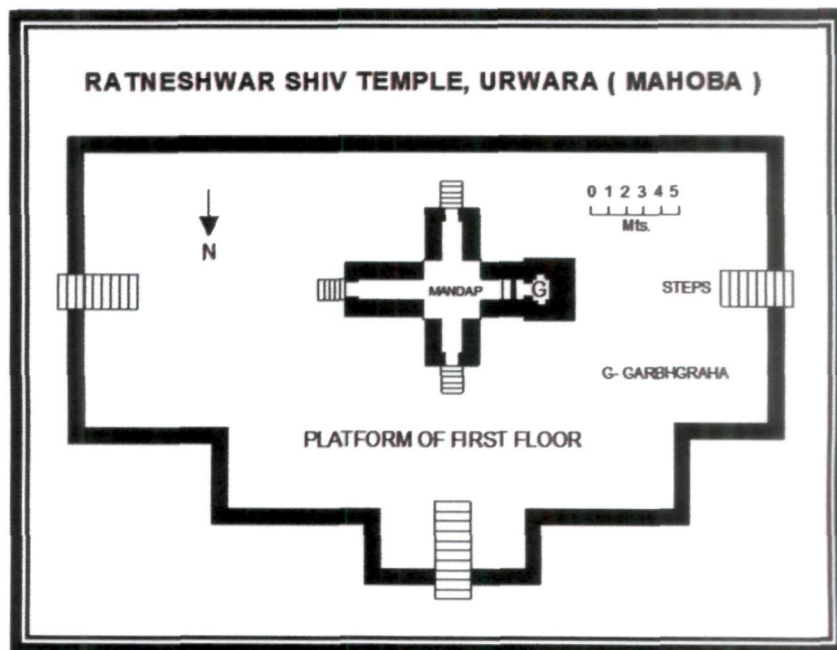 RATNESHWAR SHIV TEMPLE, URWARA ( MAHOBA )
0 1 2 3 4 5
Mts.
N
MANDAP
G
STEPS
G- GARBHGRAHA
PLATFORM OF FIRST FLOOR